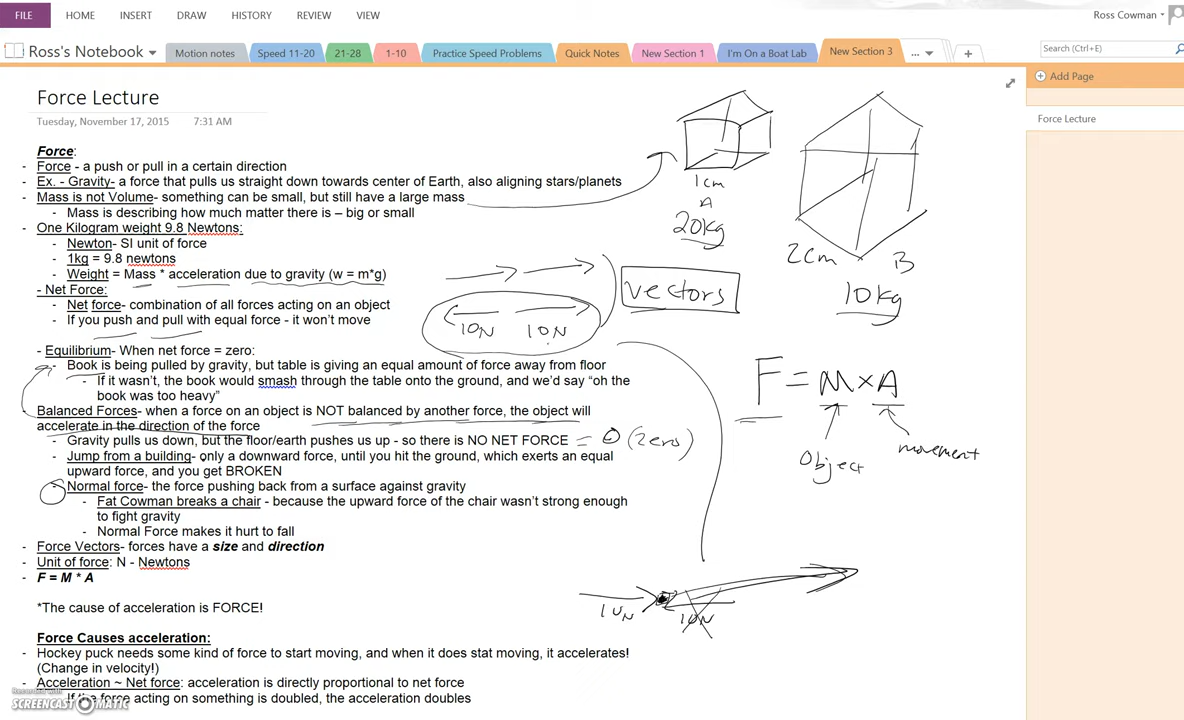 FILE HOME INSERT DRAW HISTORY REVIEW VIEW
Ross Cowman
Ross's Notebook
Motion notes
Speed 11-20
21-28
1-10
Practice Speed Problems
Quick Notes
New Section 1
I'm On a Boat Lab
New Section 3
...
Search (Ctrl+E)
Add Page
Force Lecture
Force Lecture
Tuesday, November 17, 2015 7:31 AM
Force:
- Force - a push or pull in a certain direction
- Ex. - Gravity- a force that pulls us straight down towards center of Earth, also aligning stars/planets
- Mass is not Volume- something can be small, but still have a large mass
- Mass is describing how much matter there is – big or small
- One Kilogram weight 9.8 Newtons:
- Newton- SI unit of force
- 1kg = 9.8 newtons
- Weight = Mass * acceleration due to gravity (w = m*g)
- Net Force:
- Net force- combination of all forces acting on an object
- If you push and pull with equal force - it won't move
- Equilibrium- When net force = zero:
- Book is being pulled by gravity, but table is giving an equal amount of force away from floor
- If it wasn't, the book would smash through the table onto the ground, and we'd say "oh the
book was too heavy"
- Balanced Forces- when a force on an object is NOT balanced by another force, the object will
accelerate in the direction of the force
- Gravity pulls us down, but the floor/earth pushes us up - so there is NO NET FORCE = 0 (zero)
- Jump from a building- only a downward force, until you hit the ground, which exerts an equal
upward force, and you get BROKEN
- Normal force- the force pushing back from a surface against gravity
- Fat Cowman breaks a chair - because the upward force of the chair wasn't strong enough
to fight gravity
- Normal Force makes it hurt to fall
- Force Vectors- forces have a size and direction
- Unit of force: N - Newtons
- F = M * A
*The cause of acceleration is FORCE!
Force Causes acceleration:
- Hockey puck needs some kind of force to start moving, and when it does stat moving, it accelerates!
(Change in velocity!)
- Acceleration ~ Net force: acceleration is directly proportional to net force
If the force acting on something is doubled, the acceleration doubles
1cm
A
20kg
2cm
B
10kg
vectors
10N 10N
F = M × A
Object
movement
10N
10N
Recorded with
SCREENCAST MATIC